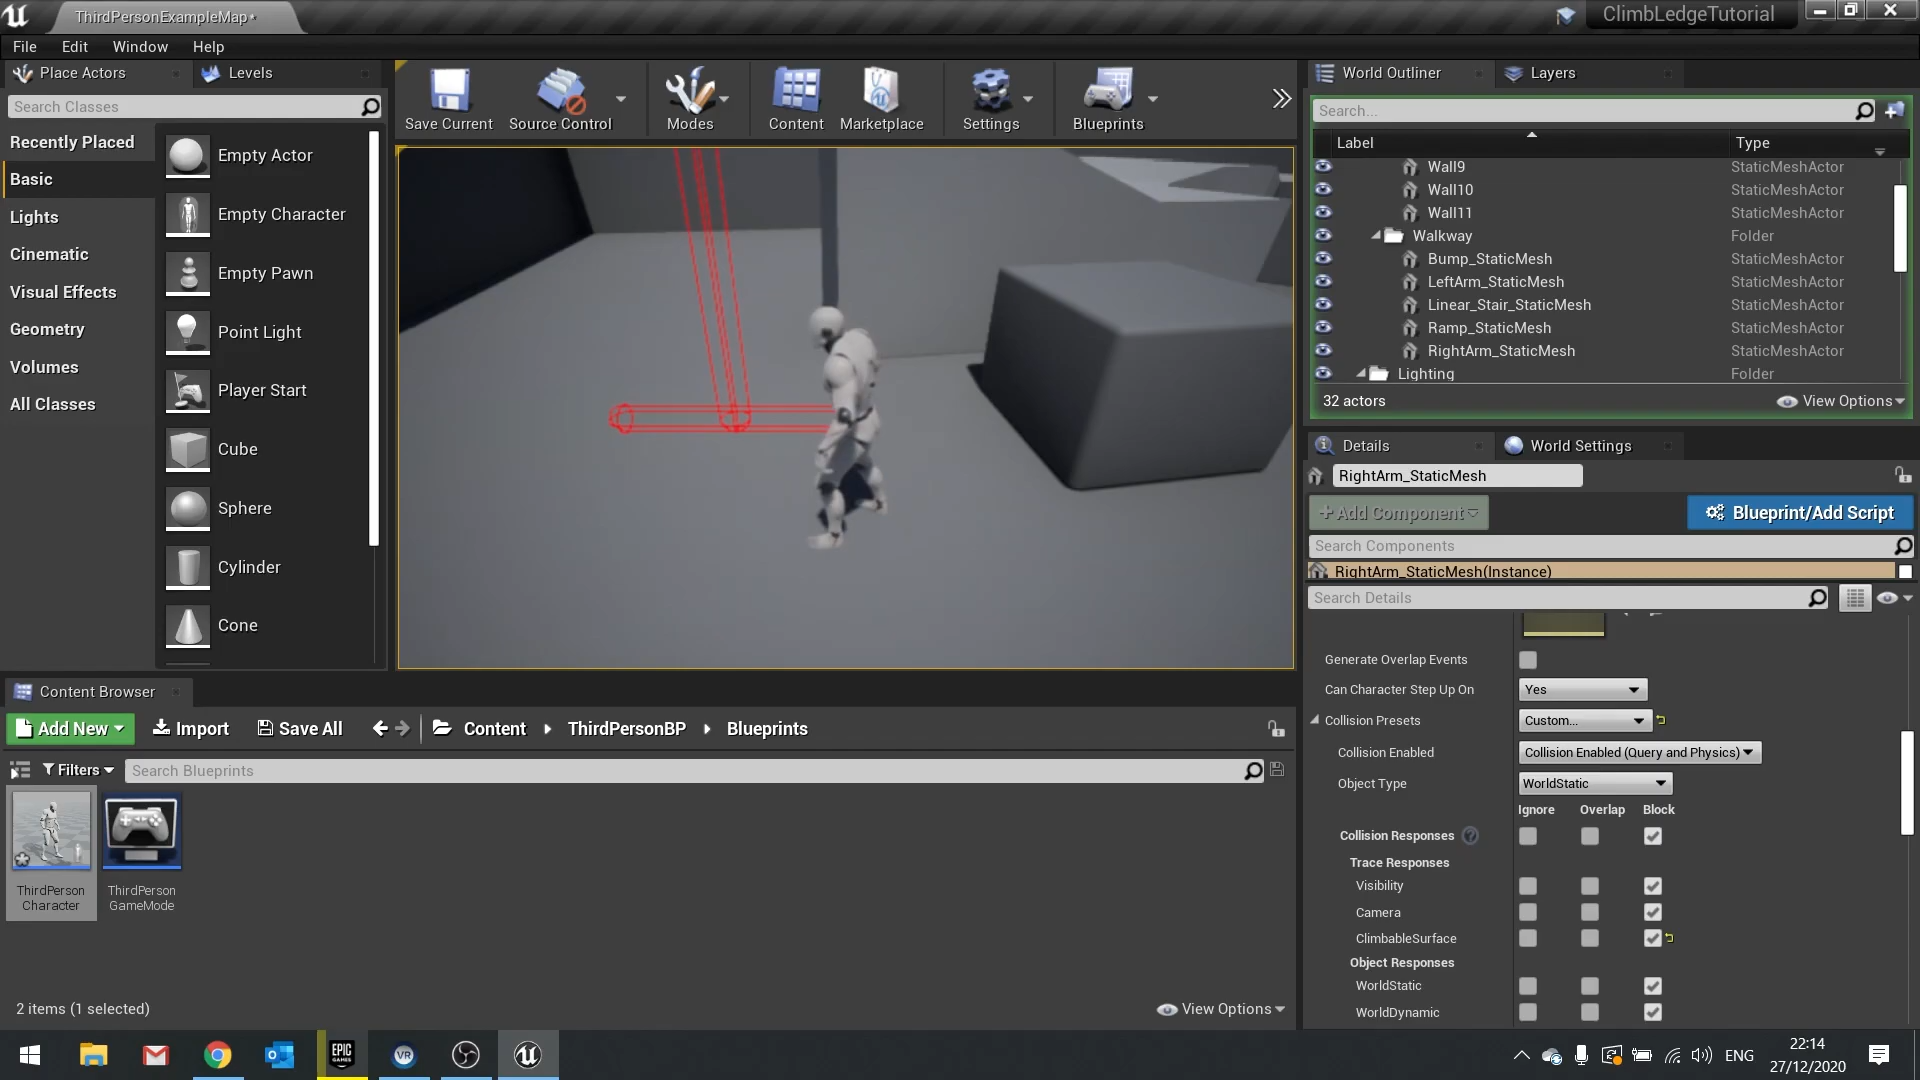 ThirdPersonExampleMap*
ClimbLedgeTutorial
File Edit Window Help
Place Actors
Levels
Search Classes
Recently Placed
Basic
Lights
Cinematic
Visual Effects
Geometry
Volumes
All Classes
Empty Actor
Empty Character
Empty Pawn
Point Light
Player Start
Cube
Sphere
Cylinder
Cone
Save Current
Source Control
Modes
Content
Marketplace
Settings
Blueprints
World Outliner
Layers
Search...
Label Type
Wall9 StaticMeshActor
Wall10 StaticMeshActor
Wall11 StaticMeshActor
Walkway Folder
Bump_StaticMesh StaticMeshActor
LeftArm_StaticMesh StaticMeshActor
Linear_Stair_StaticMesh StaticMeshActor
Ramp_StaticMesh StaticMeshActor
RightArm_StaticMesh StaticMeshActor
Lighting Folder
32 actors
View Options
Details
World Settings
RightArm_StaticMesh
+ Add Component
Blueprint/Add Script
Search Components
RightArm_StaticMesh(Instance)
Search Details
Generate Overlap Events
Can Character Step Up On Yes
Collision Presets Custom...
Collision Enabled Collision Enabled (Query and Physics)
Object Type WorldStatic
Ignore Overlap Block
Collision Responses ?
Trace Responses
Visibility
Camera
ClimbableSurface
Object Responses
WorldStatic
WorldDynamic
Content Browser
Add New
Import
Save All
Content
ThirdPersonBP
Blueprints
Filters
Search Blueprints
ThirdPerson
Character
ThirdPerson
GameMode
2 items (1 selected)
View Options
EPIC
GAMES
VR
ENG
22:14
27/12/2020